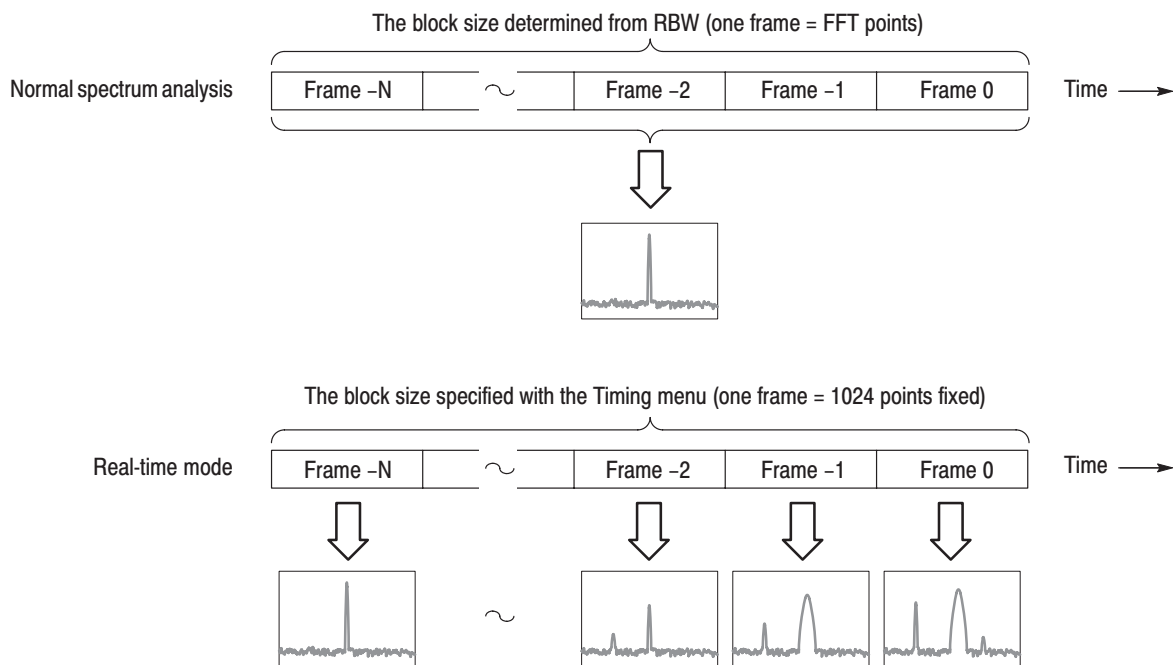 The block size determined from RBW (one frame = FFT points)
Normal spectrum analysis Frame –N Frame –2 Frame –1 Frame 0 Time
The block size specified with the Timing menu (one frame = 1024 points fixed)
Real-time mode Frame –N Frame –2 Frame –1 Frame 0 Time